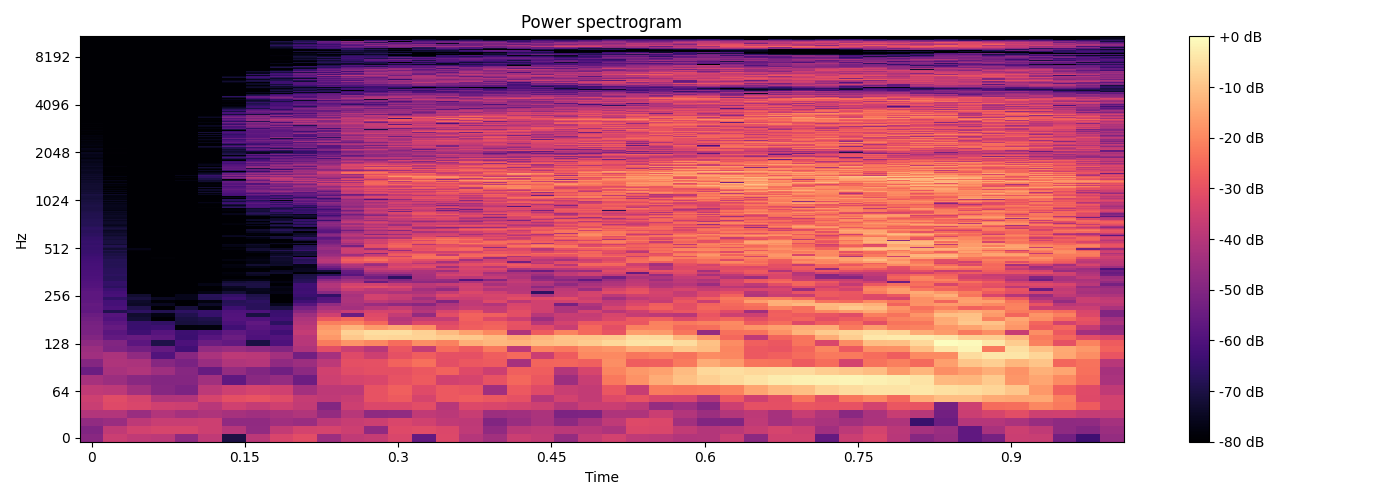 Power spectrogram
8192
4096
2048
1024
512
256
128
64
0
Hz
0
0.15
0.3
0.45
0.6
0.75
0.9
Time
+0 dB
-10 dB
-20 dB
-30 dB
-40 dB
-50 dB
-60 dB
-70 dB
-80 dB